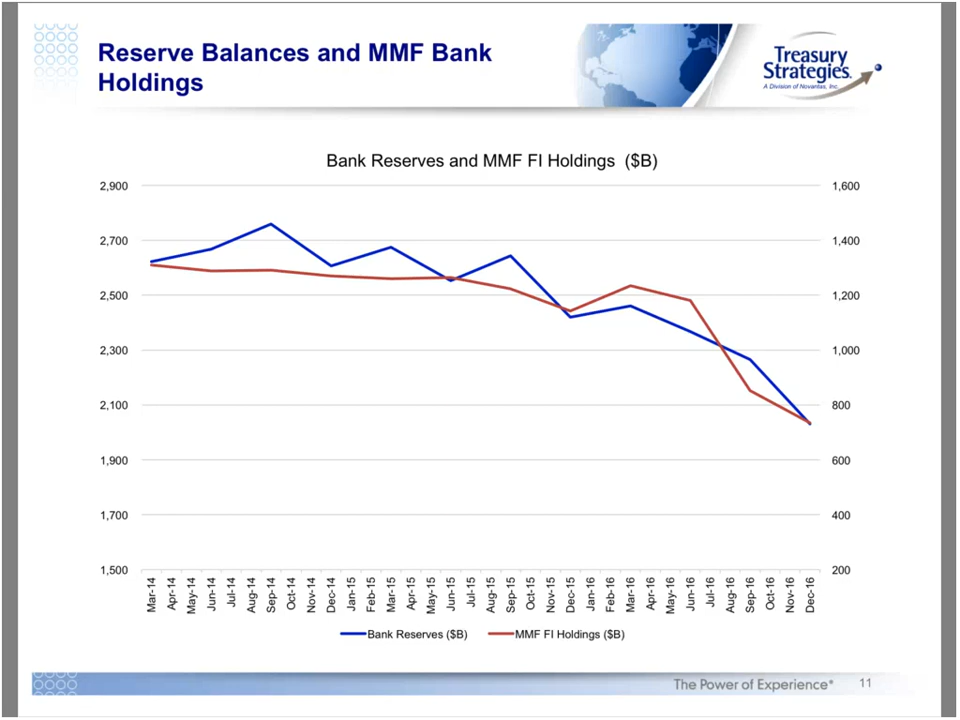 Reserve Balances and MMF Bank
Holdings
Treasury
Strategies®
A Division of Novantas, Inc.
Bank Reserves and MMF FI Holdings ($B)
2,900
2,700
2,500
2,300
2,100
1,900
1,700
1,500
1,600
1,400
1,200
1,000
800
600
400
200
Mar-14
Apr-14
May-14
Jun-14
Jul-14
Aug-14
Sep-14
Oct-14
Nov-14
Dec-14
Jan-15
Feb-15
Mar-15
Apr-15
May-15
Jun-15
Jul-15
Aug-15
Sep-15
Oct-15
Nov-15
Dec-15
Jan-16
Feb-16
Mar-16
Apr-16
May-16
Jun-16
Jul-16
Aug-16
Sep-16
Oct-16
Nov-16
Dec-16
Bank Reserves ($B)
MMF FI Holdings ($B)
The Power of Experience®
11